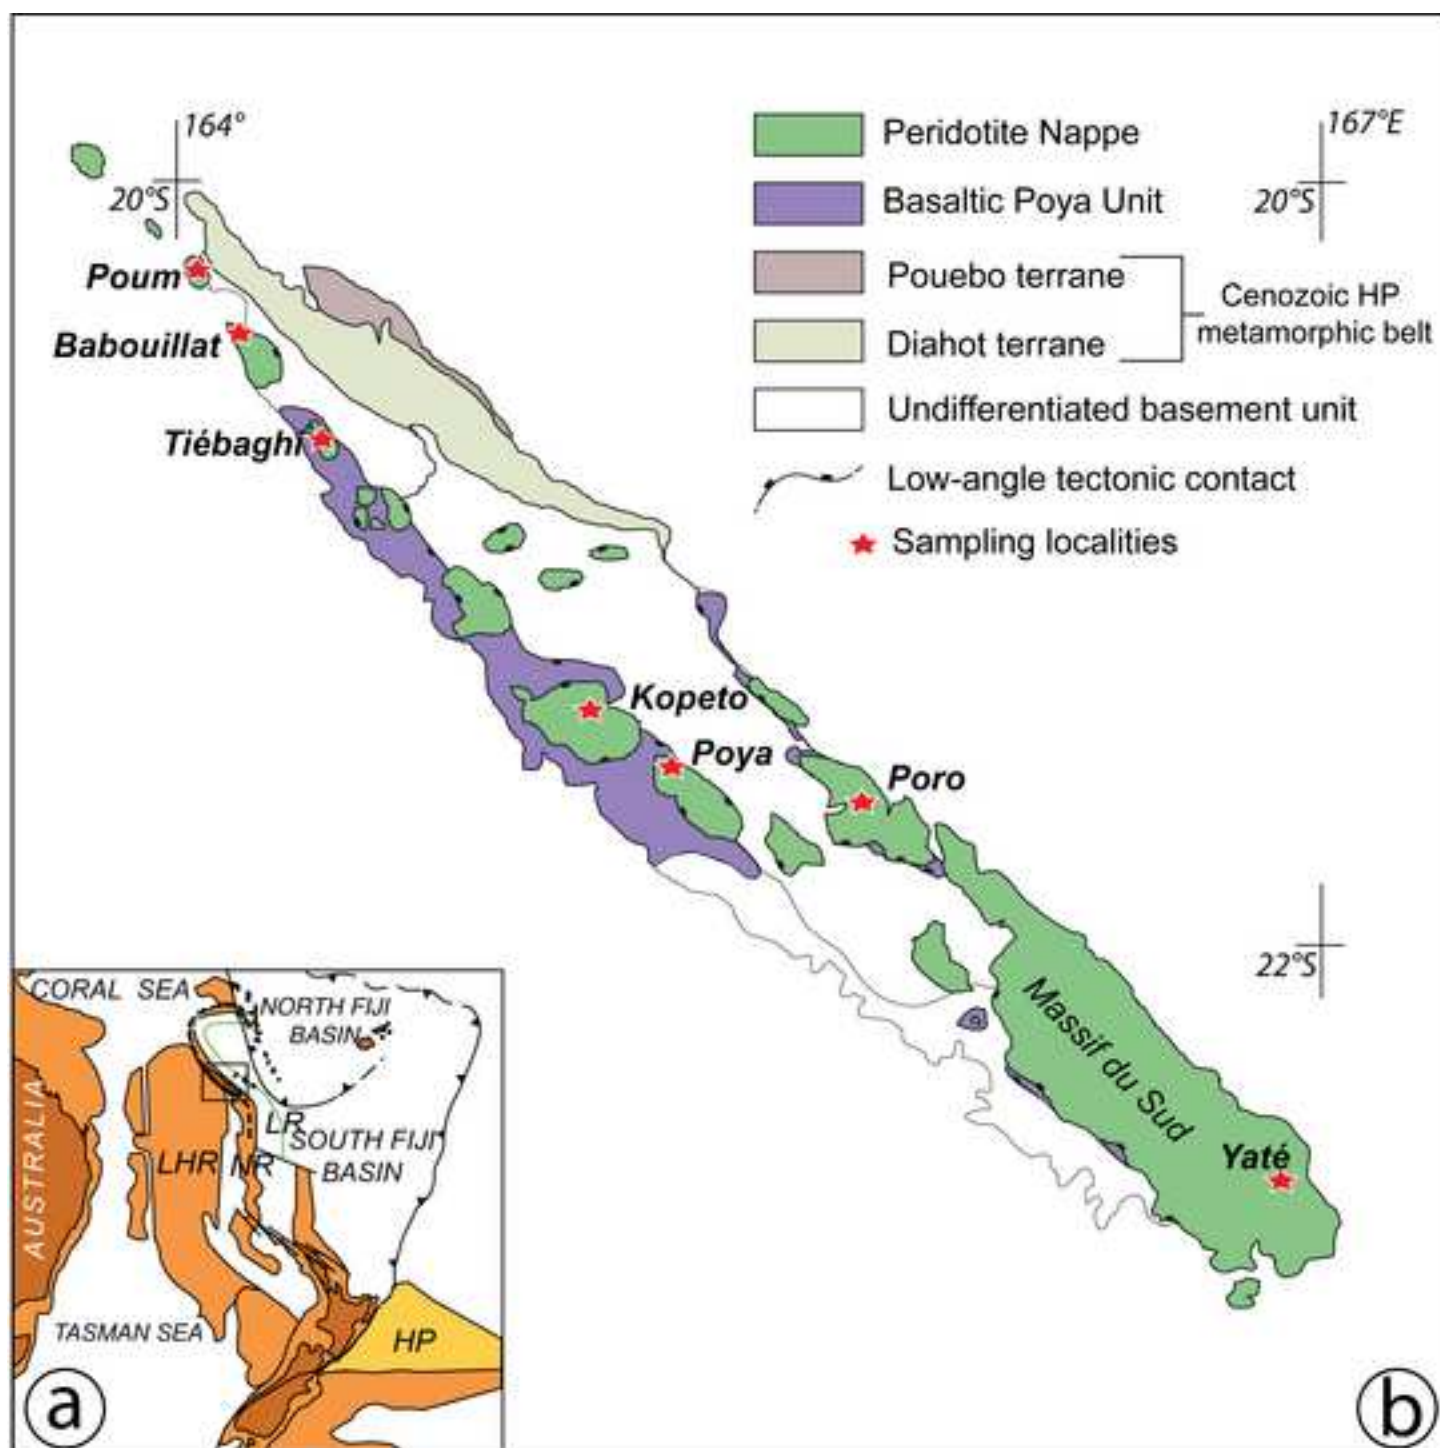 164°
20°S
167°E
20°S
Peridotite Nappe
Basaltic Poya Unit
Pouebo terrane
Diahot terrane
Cenozoic HP
metamorphic belt
Undifferentiated basement unit
Low-angle tectonic contact
Sampling localities
Poum
Babouillat
Tiébaghi
Kopeto
Poya
Poro
22°S
Massif du Sud
Yaté
CORAL SEA
NORTH FIJI
BASIN
AUSTRALIA
LR
SOUTH FIJI
BASIN
LHR
NR
TASMAN SEA
HP
a
b